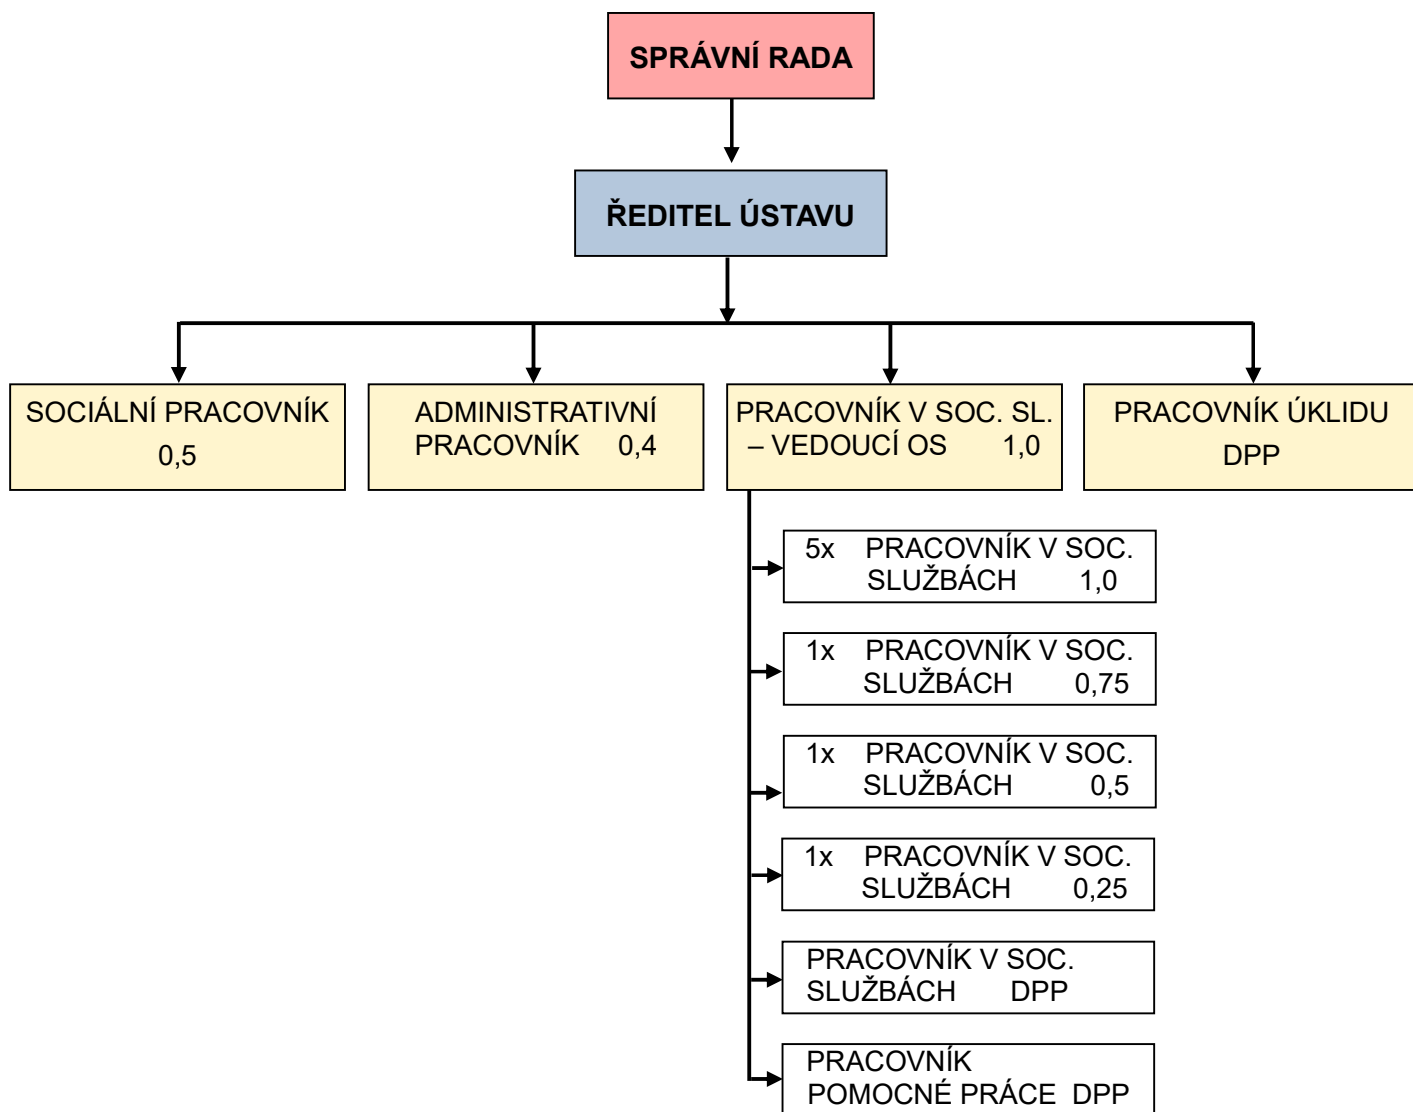 SPRÁVNÍ RADA
ŘEDITEL ÚSTAVU
SOCIÁLNÍ PRACOVNÍK
0,5
ADMINISTRATIVNÍ
PRACOVNÍK 0,4
PRACOVNÍK V SOC. SL.
– VEDOUCÍ OS 1,0
PRACOVNÍK ÚKLIDU
DPP
5x PRACOVNÍK V SOC.
SLUŽBÁCH 1,0
1x PRACOVNÍK V SOC.
SLUŽBÁCH 0,75
1x PRACOVNÍK V SOC.
SLUŽBÁCH 0,5
1x PRACOVNÍK V SOC.
SLUŽBÁCH 0,25
PRACOVNÍK V SOC.
SLUŽBÁCH DPP
PRACOVNÍK
POMOCNÉ PRÁCE DPP